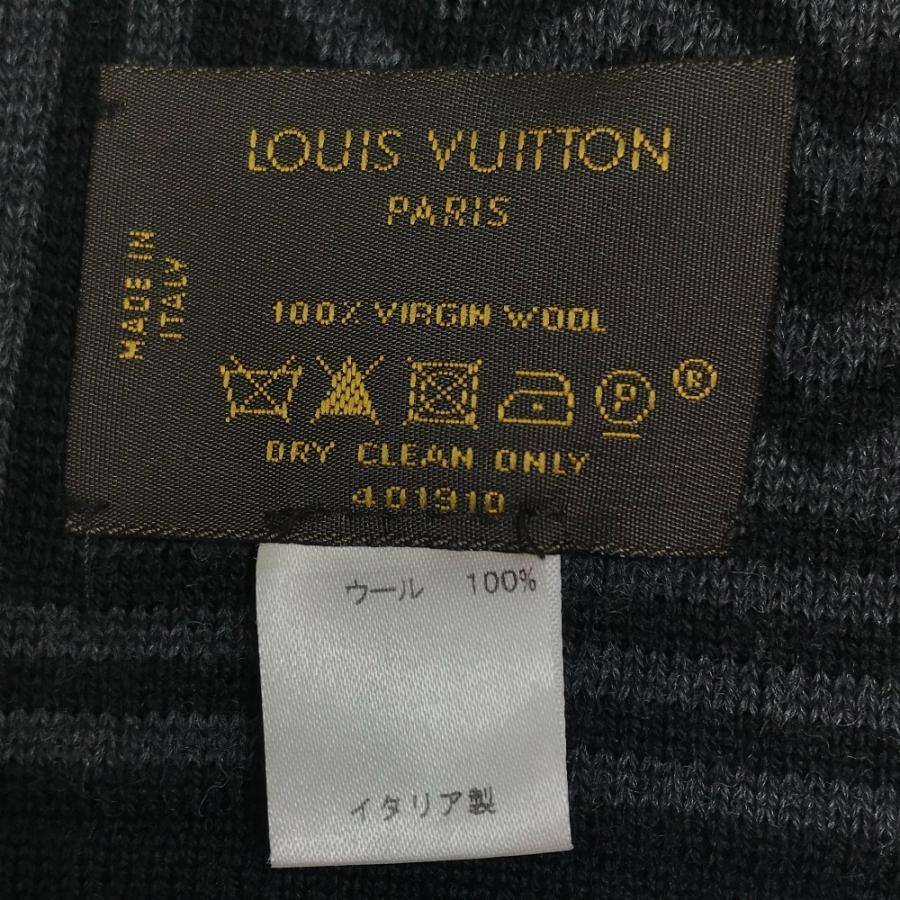 LOUIS VUITTON
PARIS
MADE IN
ITALY
100% VIRGIN WOOL
P
®
DRY CLEAN ONLY
401910
ウール 100%
イタリア製